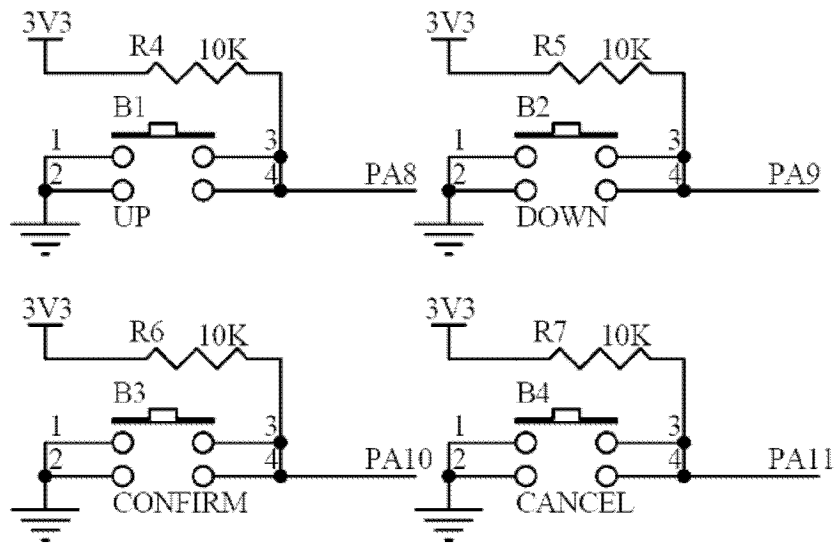 3V3 R4 10K 3V3 R5 10K
B1 B2
1 3 1 3
2 4 PA8 2 4 PA9
UP DOWN
3V3 R6 10K 3V3 R7 10K
B3 B4
1 3 1 3
2 4 PA10 2 4 PA11
CONFIRM CANCEL